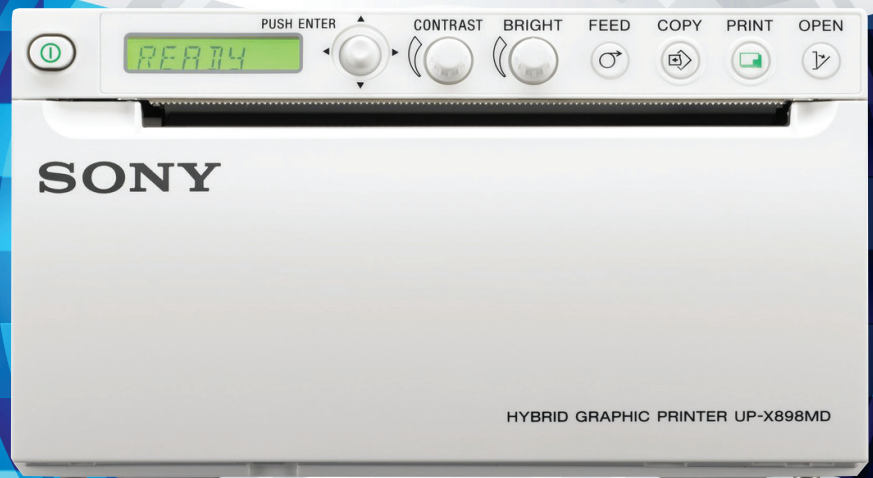 PUSH ENTER CONTRAST BRIGHT FEED COPY PRINT OPEN
READY
SONY
HYBRID GRAPHIC PRINTER UP-X898MD